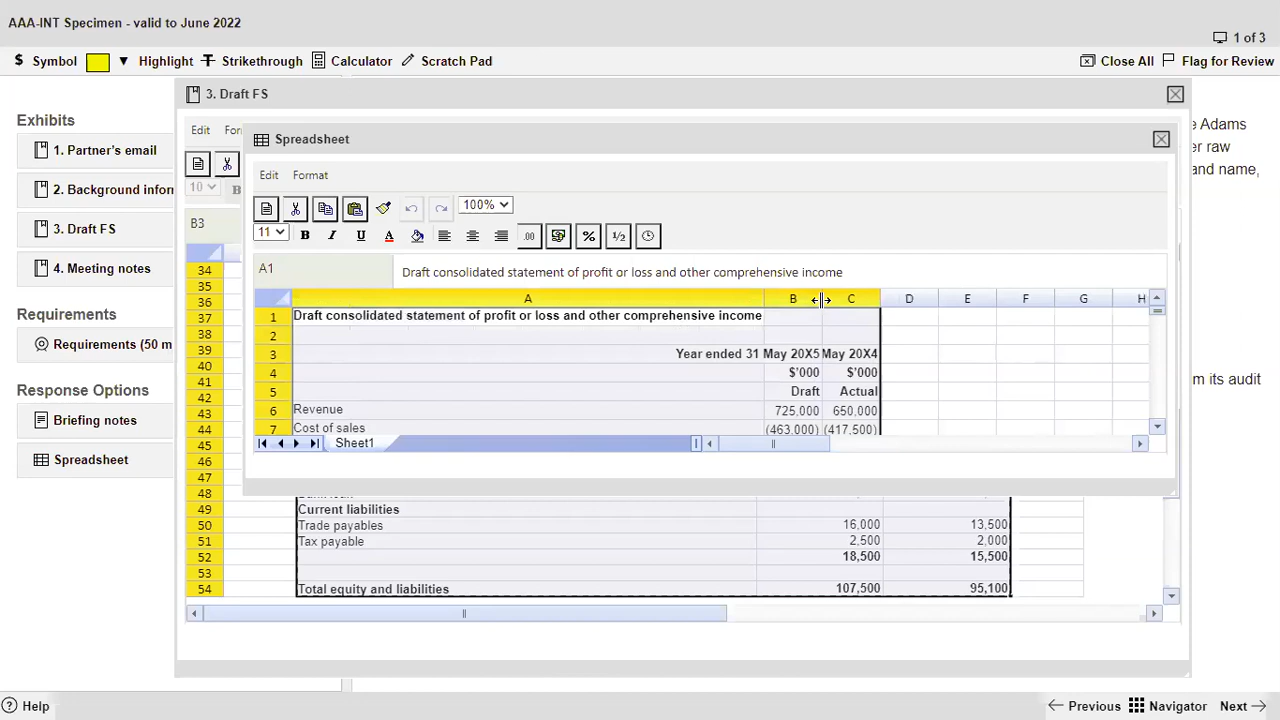 AAA-INT Specimen - valid to June 2022
1 of 3
$ Symbol Highlight Strikethrough Calculator Scratch Pad Close All Flag for Review
3. Draft FS
Exhibits
1. Partner's email
2. Background infor
3. Draft FS
4. Meeting notes
Requirements
Requirements (50 m
Response Options
Briefing notes
Spreadsheet
e Adams
er raw
and name,
m its audit
Edit For
10 B
B3
Spreadsheet
Edit Format
100%
11 B I U A .00 % 1/2
A1 Draft consolidated statement of profit or loss and other comprehensive income
A B C D E F G H
1 Draft consolidated statement of profit or loss and other comprehensive income
2
3 Year ended 31 May 20X5 May 20X4
4 $'000 $'000
5 Draft Actual
6 Revenue 725,000 650,000
7 Cost of sales (463,000) (417,500)
Sheet1
34
35
36
37
38
39
40
41
42
43
44
45
46
47
48
49 Current liabilities
50 Trade payables 16,000 13,500
51 Tax payable 2,500 2,000
52 18,500 15,500
53
54 Total equity and liabilities 107,500 95,100
Help Previous Navigator Next